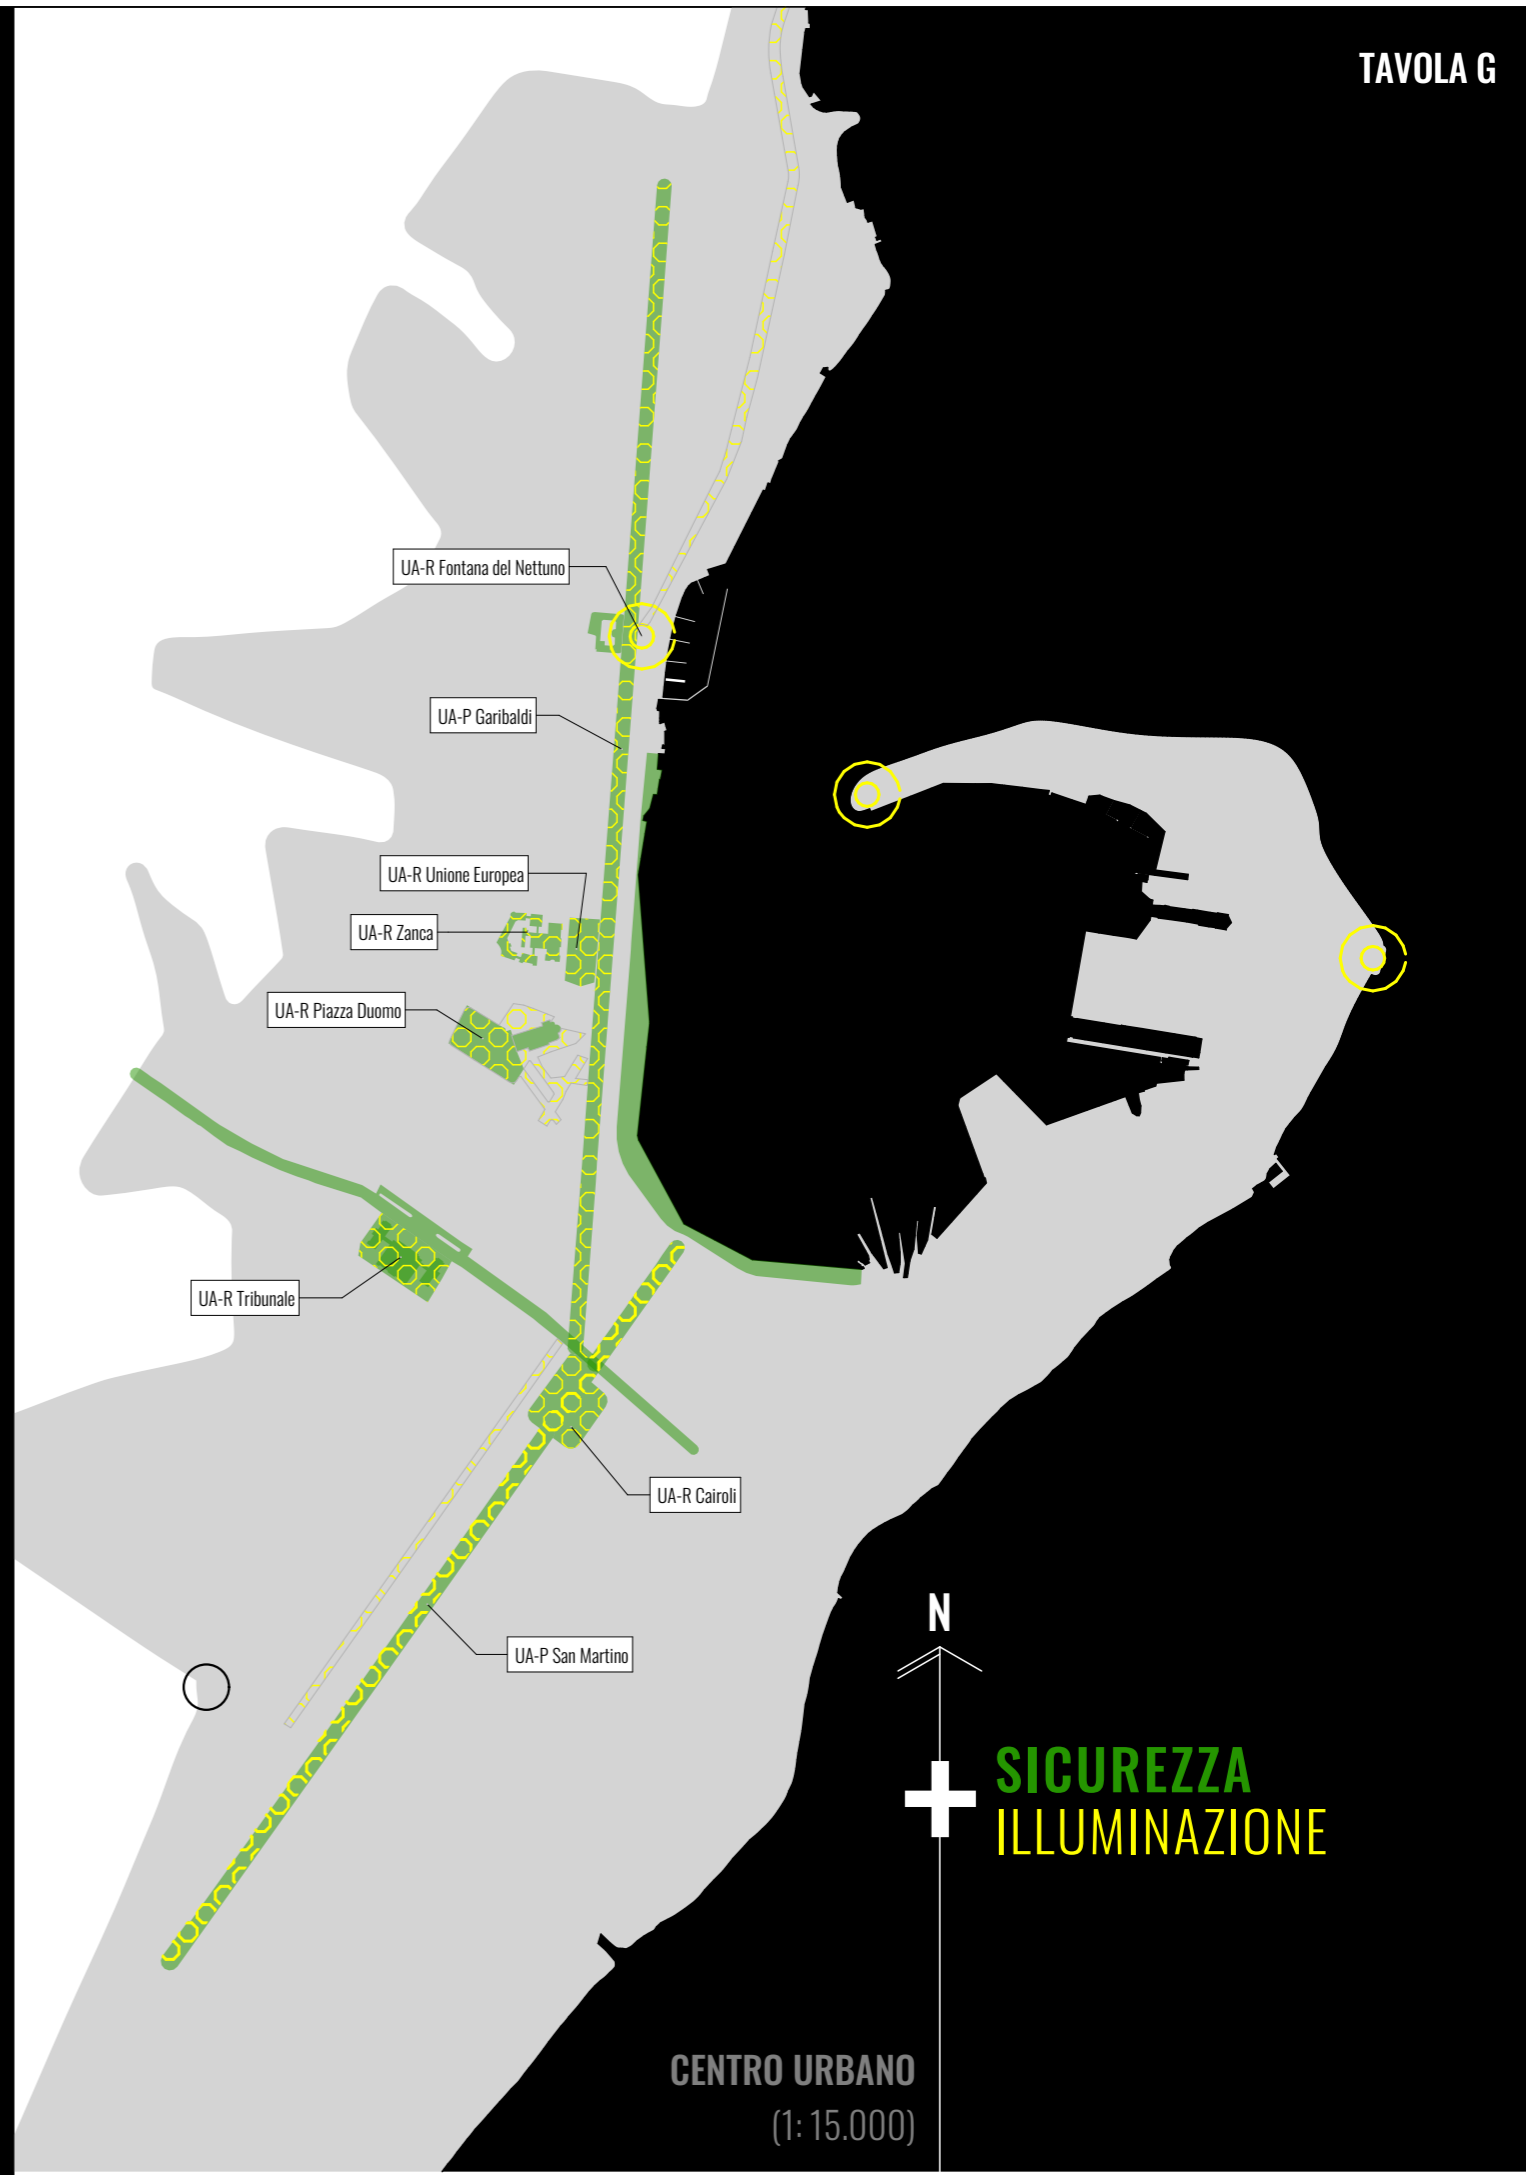 TAVOLA G
UA-R Fontana del Nettuno
UA-P Garibaldi
UA-R Unione Europea
UA-R Zanca
UA-R Piazza Duomo
UA-R Tribunale
UA-R Cairoli
UA-P San Martino
N
SICUREZZA
ILLUMINAZIONE
CENTRO URBANO
(1: 15.000)